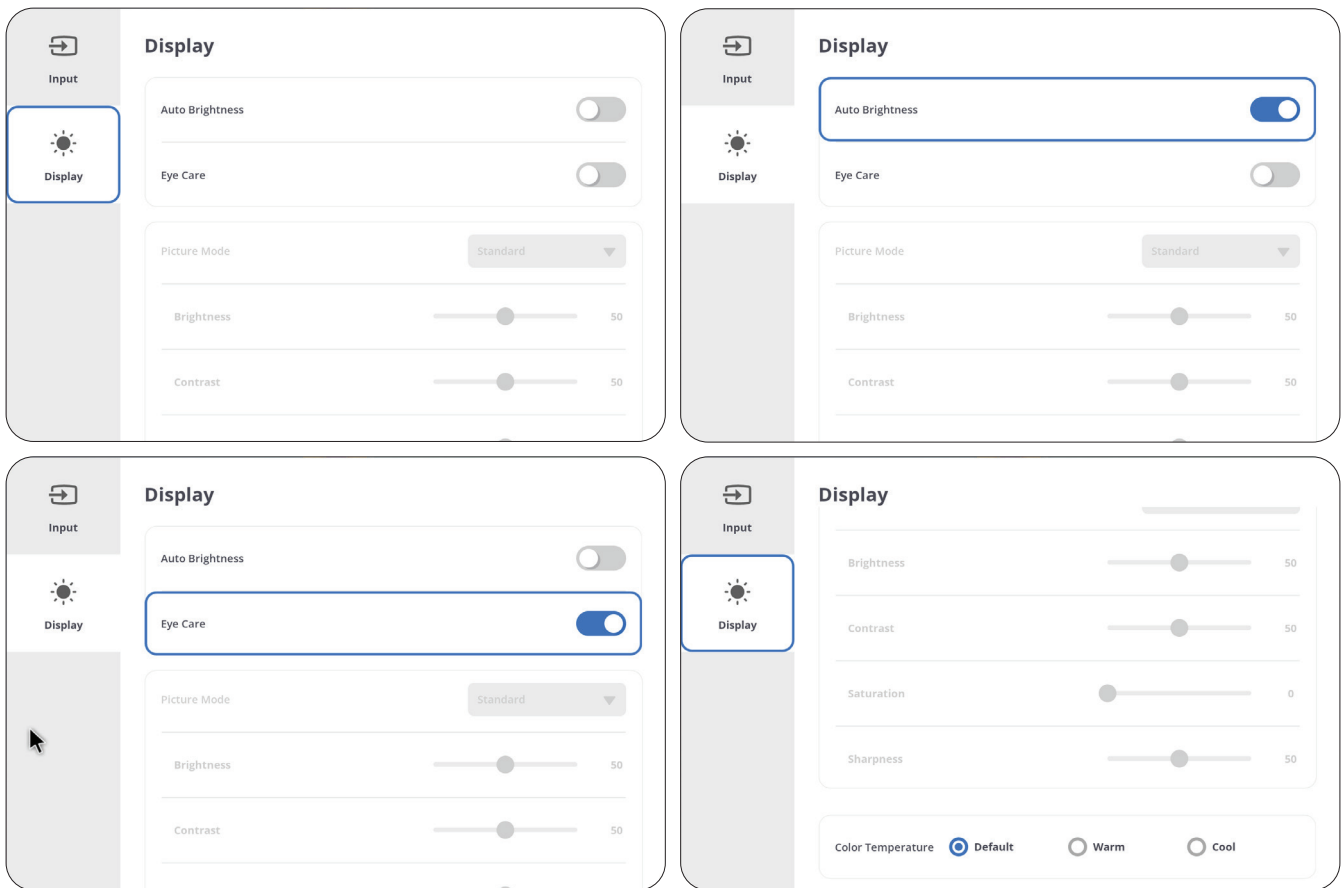 Input
Display
Display
Auto Brightness
Eye Care
Picture Mode Standard
Brightness 50
Contrast 50
Input
Display
Display
Auto Brightness
Eye Care
Picture Mode Standard
Brightness 50
Contrast 50
Input
Display
Display
Auto Brightness
Eye Care
Picture Mode Standard
Brightness 50
Contrast 50
Input
Display
Display
Brightness 50
Contrast 50
Saturation 0
Sharpness 50
Color Temperature Default Warm Cool